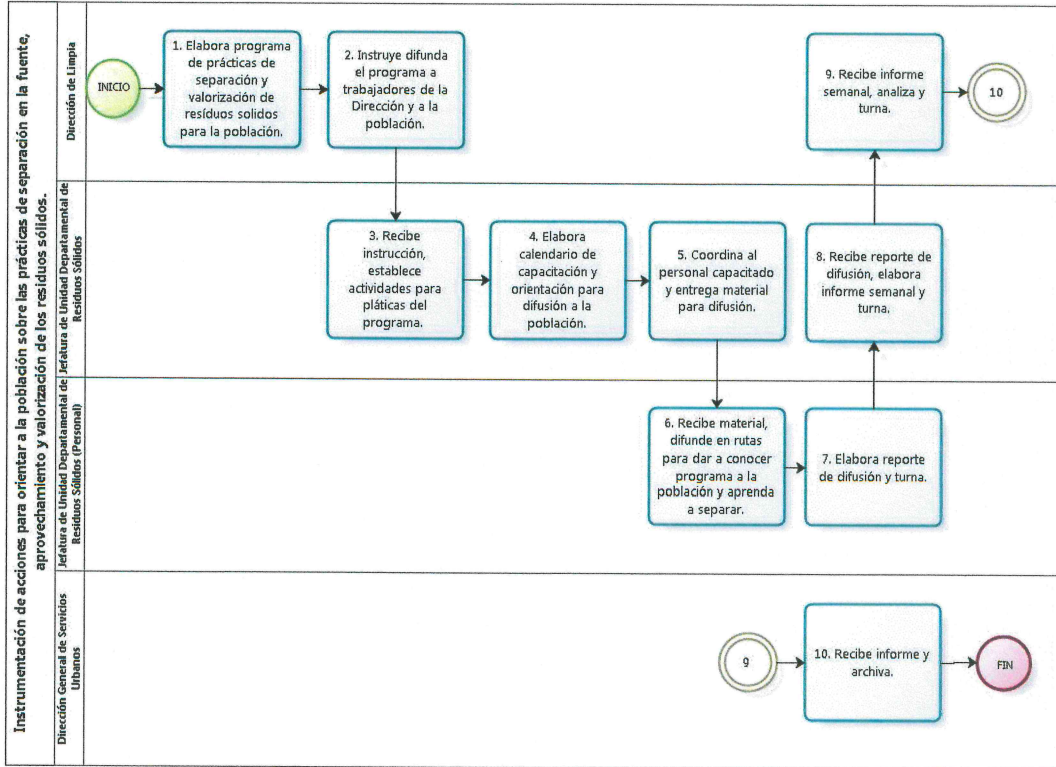 Instrumentación de acciones para orientar a la población sobre las prácticas de separación en la fuente,
aprovechamiento y valorización de los residuos sólidos.
Dirección de Limpia
INICIO
1. Elabora programa
de prácticas de
separación y
valorización de
resíduos solidos
para la población.
2. Instruye difunda
el programa a
trabajadores de la
Dirección y a la
población.
9. Recibe informe
semanal, analiza y
turna.
10
Jefatura de Unidad Departamental de
Residuos Sólidos
3. Recibe
instrucción,
establece
actividades para
pláticas del
programa.
4. Elabora
calendario de
capacitación y
orientación para
difusión a la
población.
5. Coordina al
personal capacitado
y entrega material
para difusión.
8. Recibe reporte de
difusión, elabora
informe semanal y
turna.
Jefatura de Unidad Departamental de
Residuos Sólidos (Personal)
6. Recibe material,
difunde en rutas
para dar a conocer
programa a la
población y aprenda
a separar.
7. Elabora reporte
de difusión y turna.
Dirección General de Servicios
Urbanos
9
10. Recibe informe y
archiva.
FIN